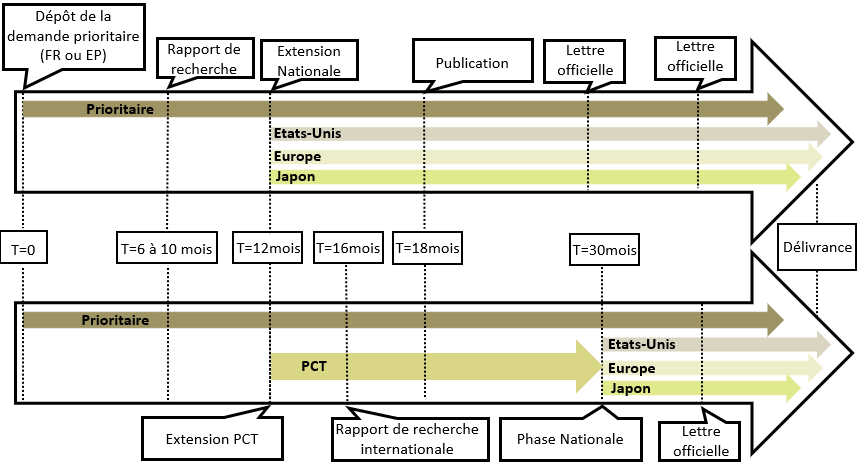 Dépôt de la
demande prioritaire
(FR ou EP)
Rapport de
recherche
Extension
Nationale
Publication
Lettre
officielle
Lettre
officielle
Prioritaire
Etats-Unis
Europe
Japon
T=0
T=6 à 10 mois
T=12mois
T=16mois
T=18mois
T=30mois
Délivrance
Prioritaire
PCT
Etats-Unis
Europe
Japon
Extension PCT
Rapport de recherche
internationale
Phase Nationale
Lettre
officielle